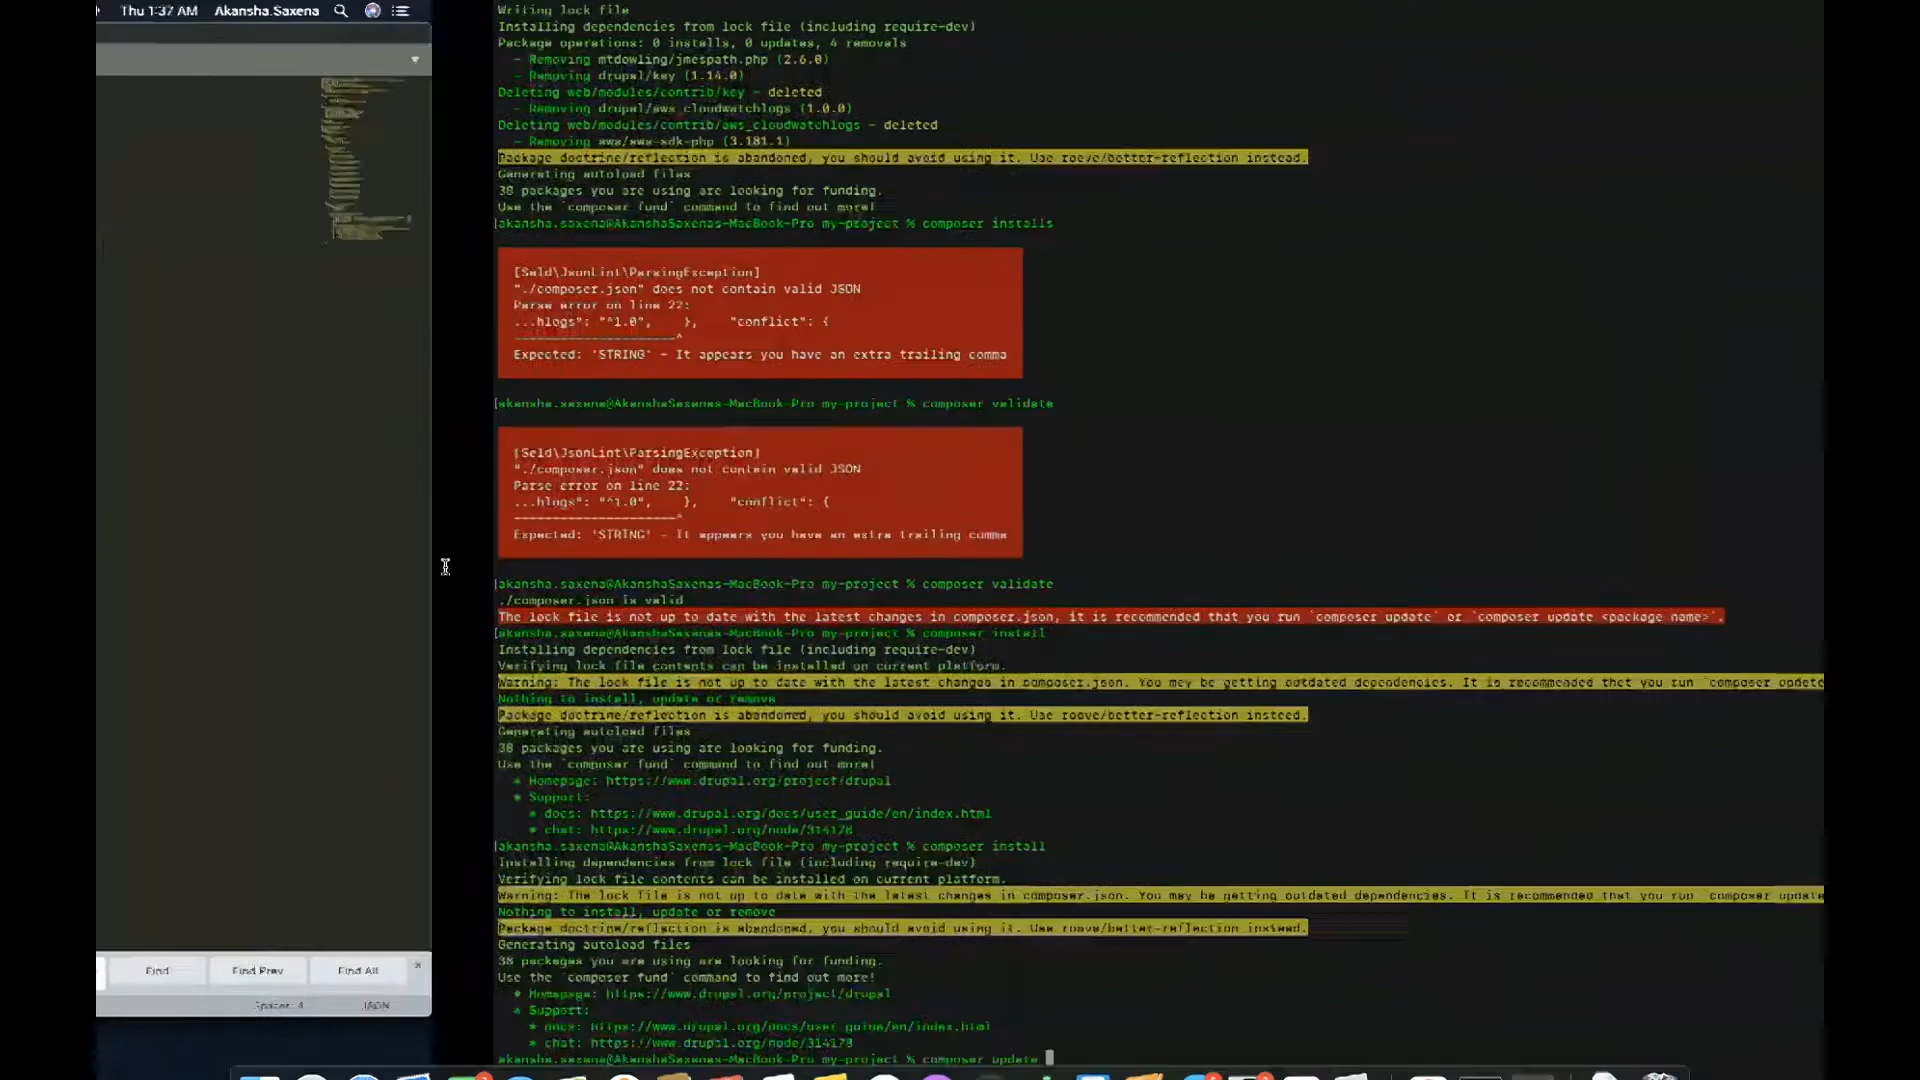 Thu 1:37 AM Akansha.Saxena
Writing lock file
Installing dependencies from lock file (including require-dev)
Package operations: 0 installs, 0 updates, 4 removals
- Removing mtdowling/jmespath.php (2.6.0)
- Removing drupal/key (1.14.0)
Deleting web/modules/contrib/key - deleted
- Removing drupal/aws_cloudwatchlogs (1.0.0)
Deleting web/modules/contrib/aws_cloudwatchlogs - deleted
- Removing aws/aws-sdk-php (3.181.1)
Package doctrine/reflection is abandoned, you should avoid using it. Use roave/better-reflection instead.
Generating autoload files
38 packages you are using are looking for funding.
Use the `composer fund` command to find out more!
[akansha.saxena@AkanshaSaxenas-MacBook-Pro my-project % composer installs
[Seld\JsonLint\ParsingException]
"./composer.json" does not contain valid JSON
Parse error on line 22:
...hlogs": "^1.0",    },    "conflict": {
---------------------^
Expected: 'STRING' - It appears you have an extra trailing comma
[akansha.saxena@AkanshaSaxenas-MacBook-Pro my-project % composer validate
[Seld\JsonLint\ParsingException]
"./composer.json" does not contain valid JSON
Parse error on line 22:
...hlogs": "^1.0",    },    "conflict": {
---------------------^
Expected: 'STRING' - It appears you have an extra trailing comma
[akansha.saxena@AkanshaSaxenas-MacBook-Pro my-project % composer validate
./composer.json is valid
The lock file is not up to date with the latest changes in composer.json, it is recommended that you run `composer update` or `composer update <package name>`.
[akansha.saxena@AkanshaSaxenas-MacBook-Pro my-project % composer install
Installing dependencies from lock file (including require-dev)
Verifying lock file contents can be installed on current platform.
Warning: The lock file is not up to date with the latest changes in composer.json. You may be getting outdated dependencies. It is recommended that you run `composer update
Nothing to install, update or remove
Package doctrine/reflection is abandoned, you should avoid using it. Use roave/better-reflection instead.
Generating autoload files
38 packages you are using are looking for funding.
Use the `composer fund` command to find out more!
* Homepage: https://www.drupal.org/project/drupal
* Support:
* docs: https://www.drupal.org/docs/user_guide/en/index.html
* chat: https://www.drupal.org/node/314178
[akansha.saxena@AkanshaSaxenas-MacBook-Pro my-project % composer install
Installing dependencies from lock file (including require-dev)
Verifying lock file contents can be installed on current platform.
Warning: The lock file is not up to date with the latest changes in composer.json. You may be getting outdated dependencies. It is recommended that you run `composer update
Nothing to install, update or remove
Package doctrine/reflection is abandoned, you should avoid using it. Use roave/better-reflection instead.
Generating autoload files
38 packages you are using are looking for funding.
Use the `composer fund` command to find out more!
* Homepage: https://www.drupal.org/project/drupal
* Support:
* docs: https://www.drupal.org/docs/user_guide/en/index.html
* chat: https://www.drupal.org/node/314178
akansha.saxena@AkanshaSaxenas-MacBook-Pro my-project % composer update
Find Find Prev Find All
Spaces: 4 JSON